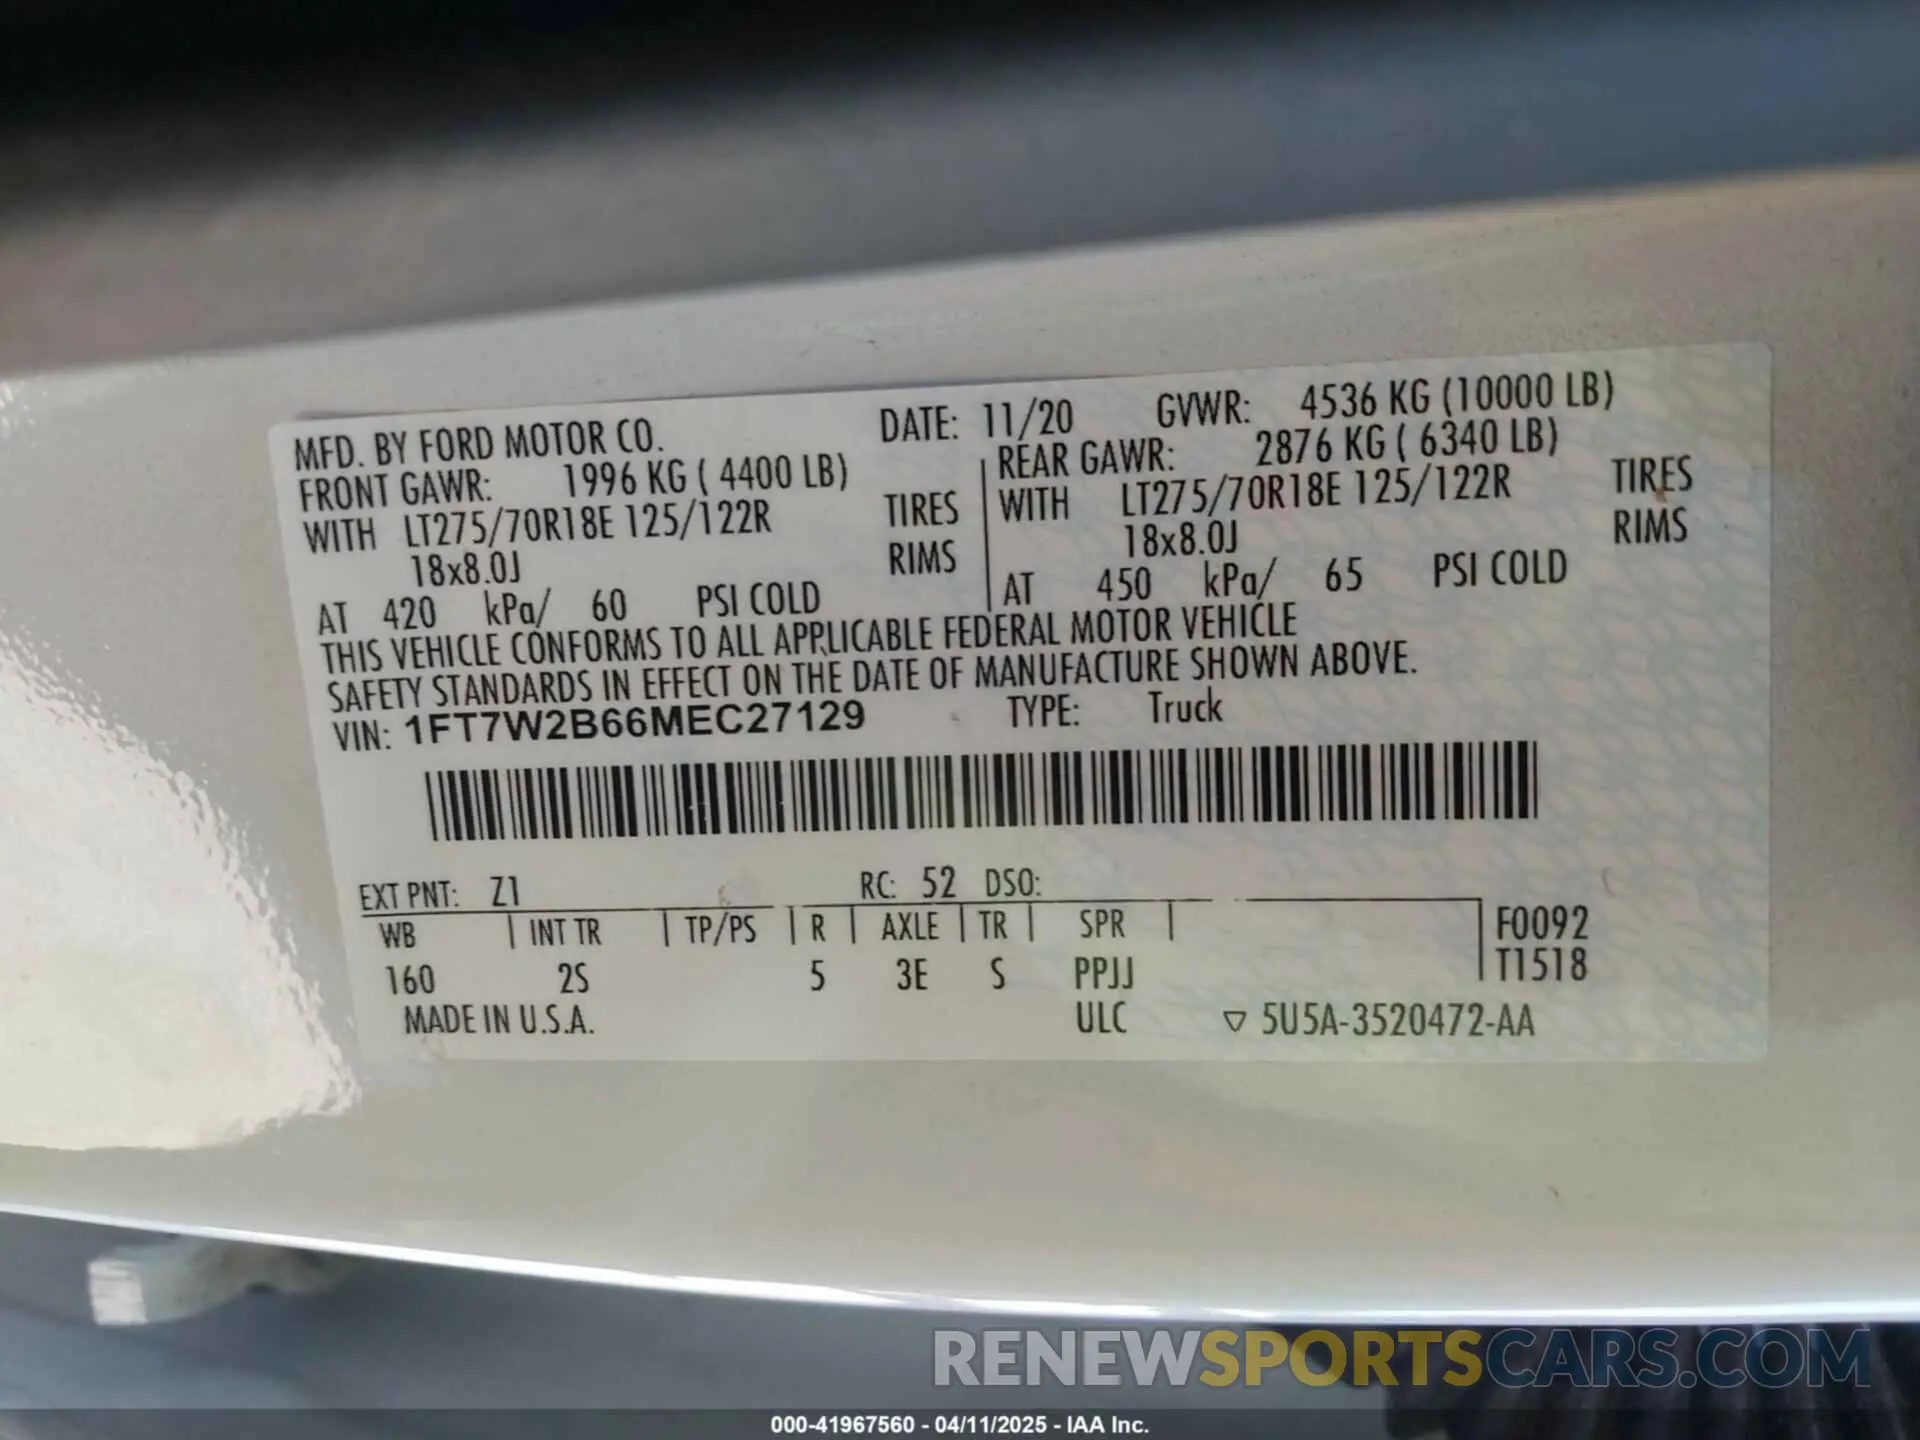 MFD. BY FORD MOTOR CO. DATE: 11/20 GVWR: 4536 KG (10000 LB)
FRONT GAWR: 1996 KG ( 4400 LB) REAR GAWR: 2876 KG ( 6340 LB)
WITH LT275/70R18E 125/122R TIRES WITH LT275/70R18E 125/122R TIRES
18x8.0J RIMS 18x8.0J RIMS
AT 420 kPa/ 60 PSI COLD AT 450 kPa/ 65 PSI COLD
THIS VEHICLE CONFORMS TO ALL APPLICABLE FEDERAL MOTOR VEHICLE
SAFETY STANDARDS IN EFFECT ON THE DATE OF MANUFACTURE SHOWN ABOVE.
VIN: 1FT7W2B66MEC27129 TYPE: Truck
EXT PNT: Z1 RC: 52 DSO:
WB INT TR TP/PS R AXLE TR SPR F0092
160 2S 5 3E S PPJJ T1518
MADE IN U.S.A. ULC ▽ 5U5A-3520472-AA
RENEWSPORTSCARS.COM
000-41967560 - 04/11/2025 - IAA Inc.